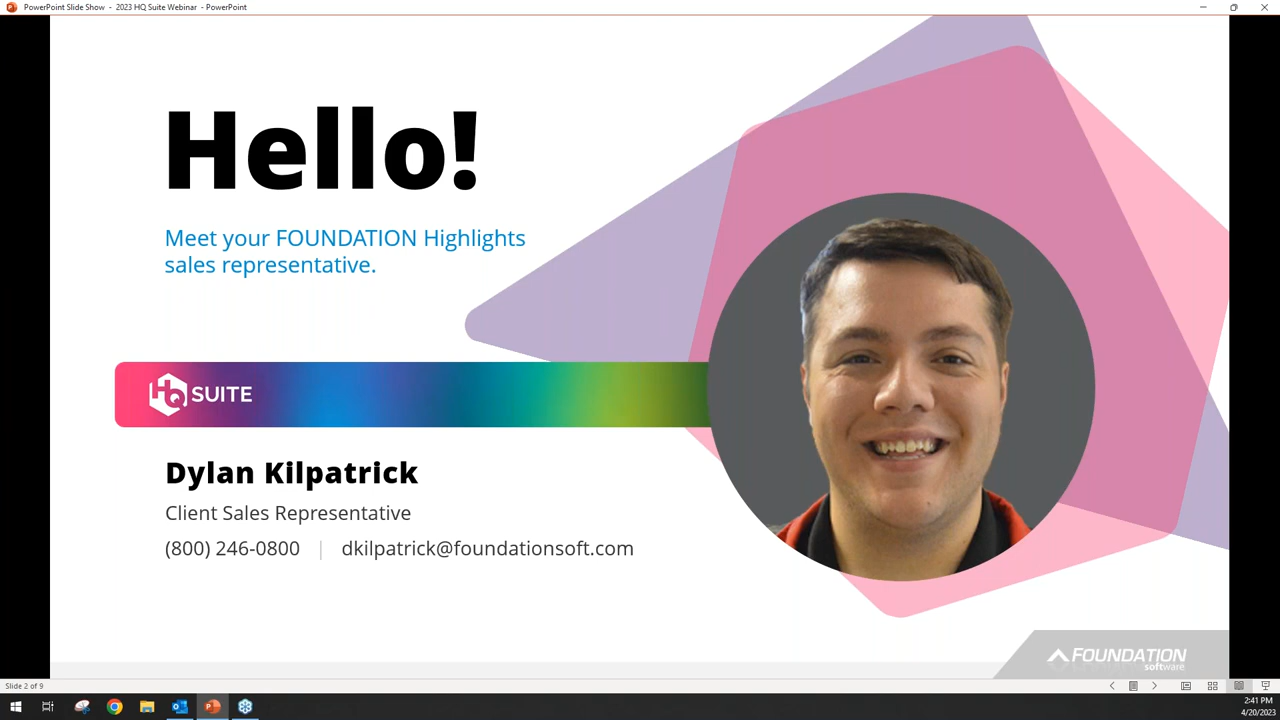 PowerPoint Slide Show - 2023 HQ Suite Webinar - PowerPoint
Hello!
Meet your FOUNDATION Highlights
sales representative.
HQ SUITE
Dylan Kilpatrick
Client Sales Representative
(800) 246-0800 | dkilpatrick@foundationsoft.com
FOUNDATION
software
Slide 2 of 9
2:41 PM
4/20/2023